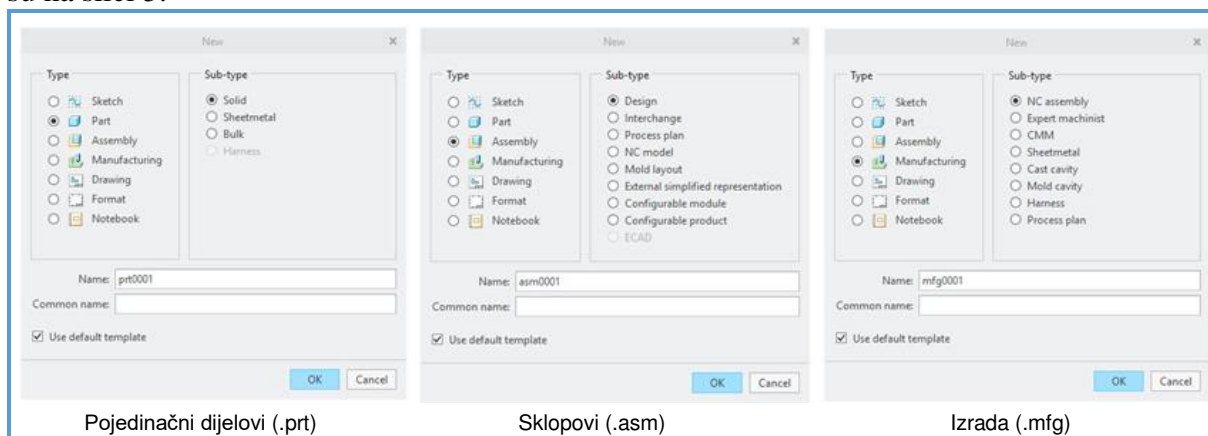 New
Type
Sketch
Part
Assembly
Manufacturing
Drawing
Format
Notebook
Sub-type
Solid
Sheetmetal
Bulk
Harness
Name: prt0001
Common name:
Use default template
OK Cancel
Pojedinačni dijelovi (.prt)
New
Type
Sketch
Part
Assembly
Manufacturing
Drawing
Format
Notebook
Sub-type
Design
Interchange
Process plan
NC model
Mold layout
External simplified representation
Configurable module
Configurable product
ECAD
Name: asm0001
Common name:
Use default template
OK Cancel
Sklopovi (.asm)
New
Type
Sketch
Part
Assembly
Manufacturing
Drawing
Format
Notebook
Sub-type
NC assembly
Expert machinist
CMM
Sheetmetal
Cast cavity
Mold cavity
Harness
Process plan
Name: mfg0001
Common name:
Use default template
OK Cancel
Izrada (.mfg)